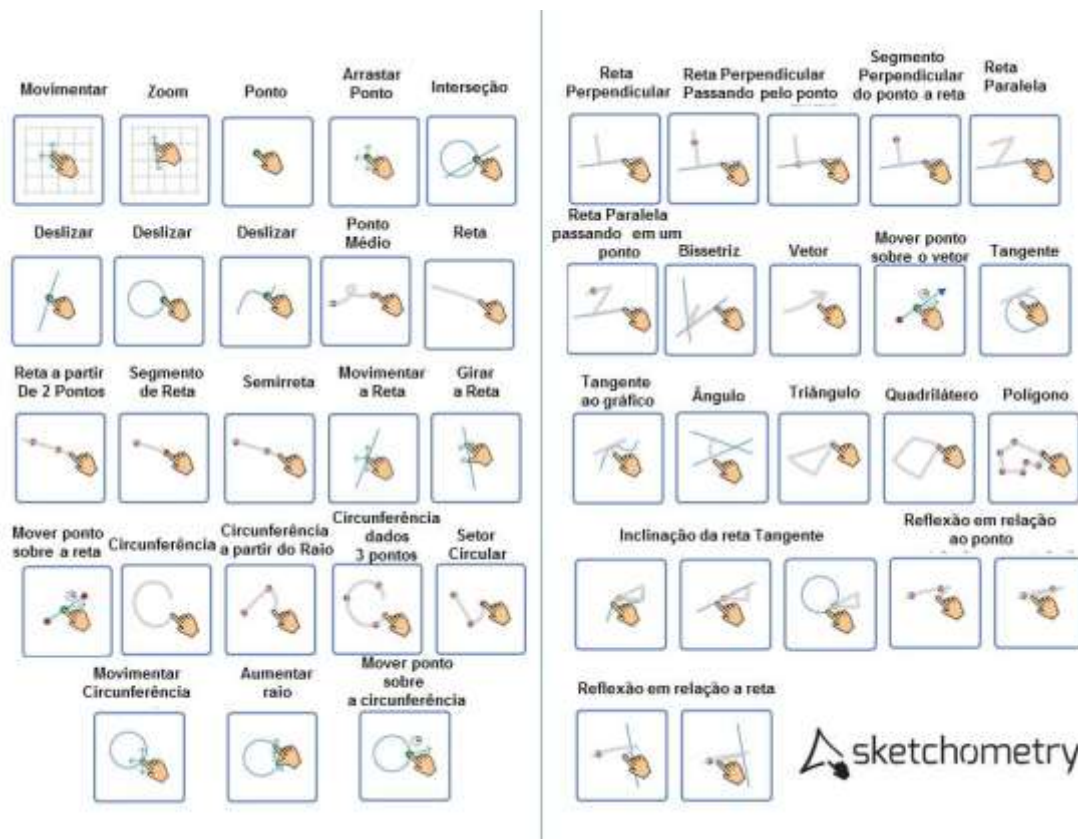 Movimentar
Zoom
Ponto
Arrastar
Ponto
Interseção
Deslizar
Deslizar
Deslizar
Ponto
Médio
Reta
Reta a partir
De 2 Pontos
Segmento
de Reta
Semirreta
Movimentar
a Reta
Girar
a Reta
Mover ponto
sobre a reta
Circunferência
Circunferência
a partir do Raio
Circunferência
dados
3 pontos
Setor
Circular
Movimentar
Circunferência
Aumentar
raio
Mover ponto
sobre
a circunferência
Reta
Perpendicular
Reta Perpendicular
Passando pelo ponto
Segmento
Perpendicular
do ponto a reta
Reta
Paralela
Reta Paralela
passando em um
ponto
Bissetriz
Vetor
Mover ponto
sobre o vetor
Tangente
Tangente
ao gráfico
Ângulo
Triângulo
Quadrilátero
Polígono
Inclinação da reta Tangente
Reflexão em relação
ao ponto
Reflexão em relação a reta
sketchometry